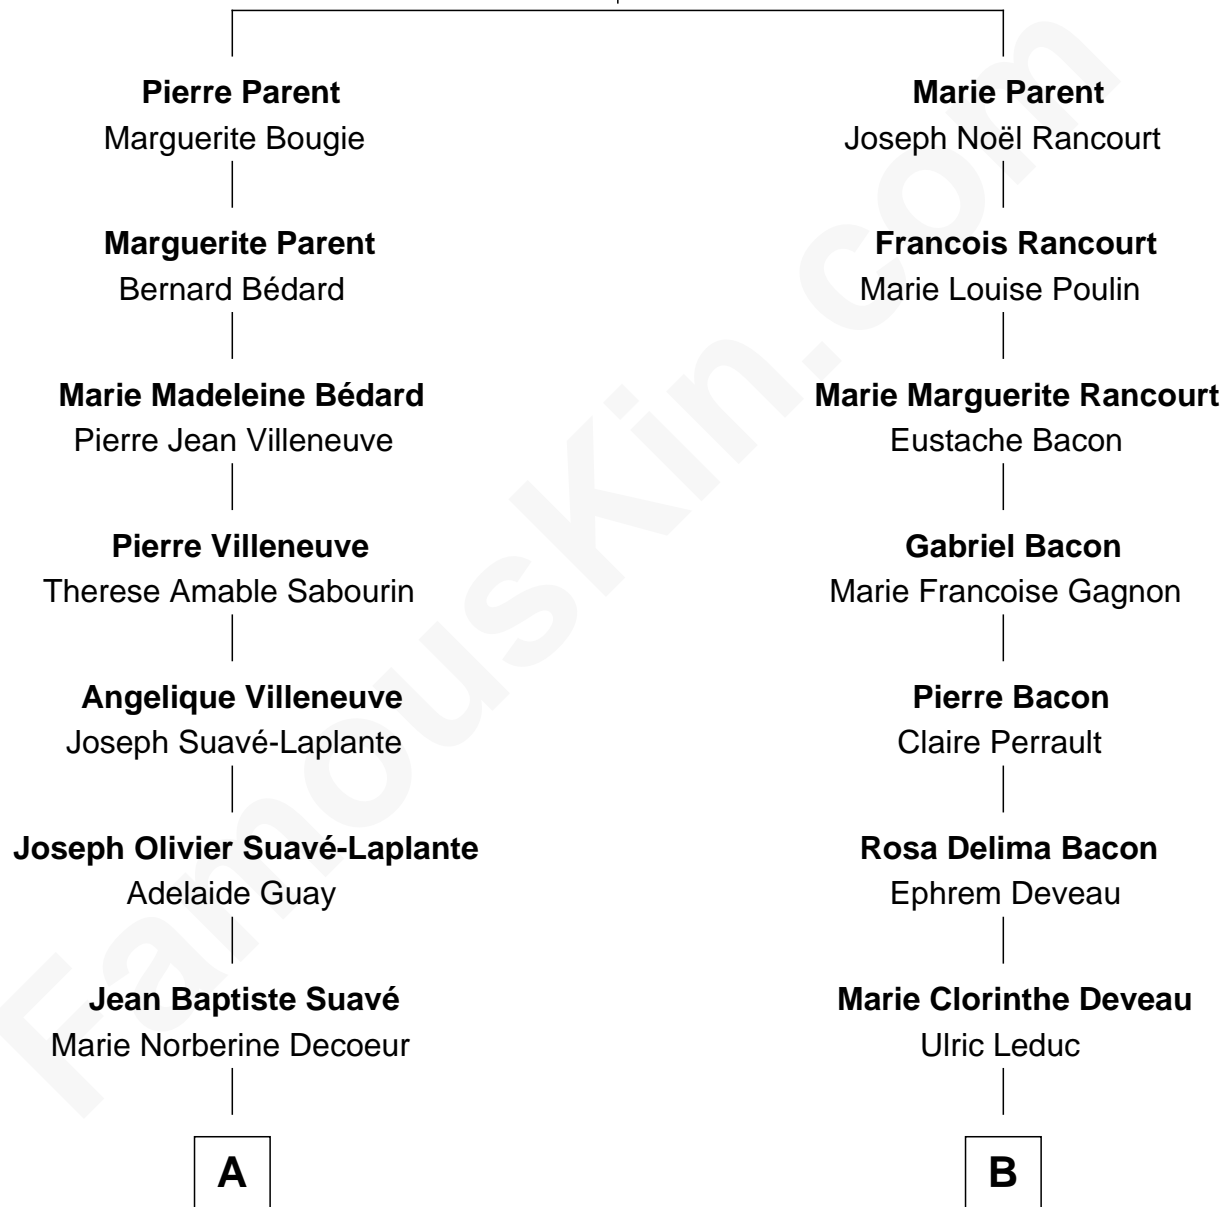 Pierre Parent
Marguerite Bougie
Marguerite Parent
Bernard Bédard
Marie Madeleine Bédard
Pierre Jean Villeneuve
Pierre Villeneuve
Therese Amable Sabourin
Angelique Villeneuve
Joseph Suavé-Laplante
Joseph Olivier Suavé-Laplante
Adelaide Guay
Jean Baptiste Suavé
Marie Norberine Decoeur
A
Marie Parent
Joseph Noël Rancourt
Francois Rancourt
Marie Louise Poulin
Marie Marguerite Rancourt
Eustache Bacon
Gabriel Bacon
Marie Francoise Gagnon
Pierre Bacon
Claire Perrault
Rosa Delima Bacon
Ephrem Deveau
Marie Clorinthe Deveau
Ulric Leduc
B
FamousKin.com